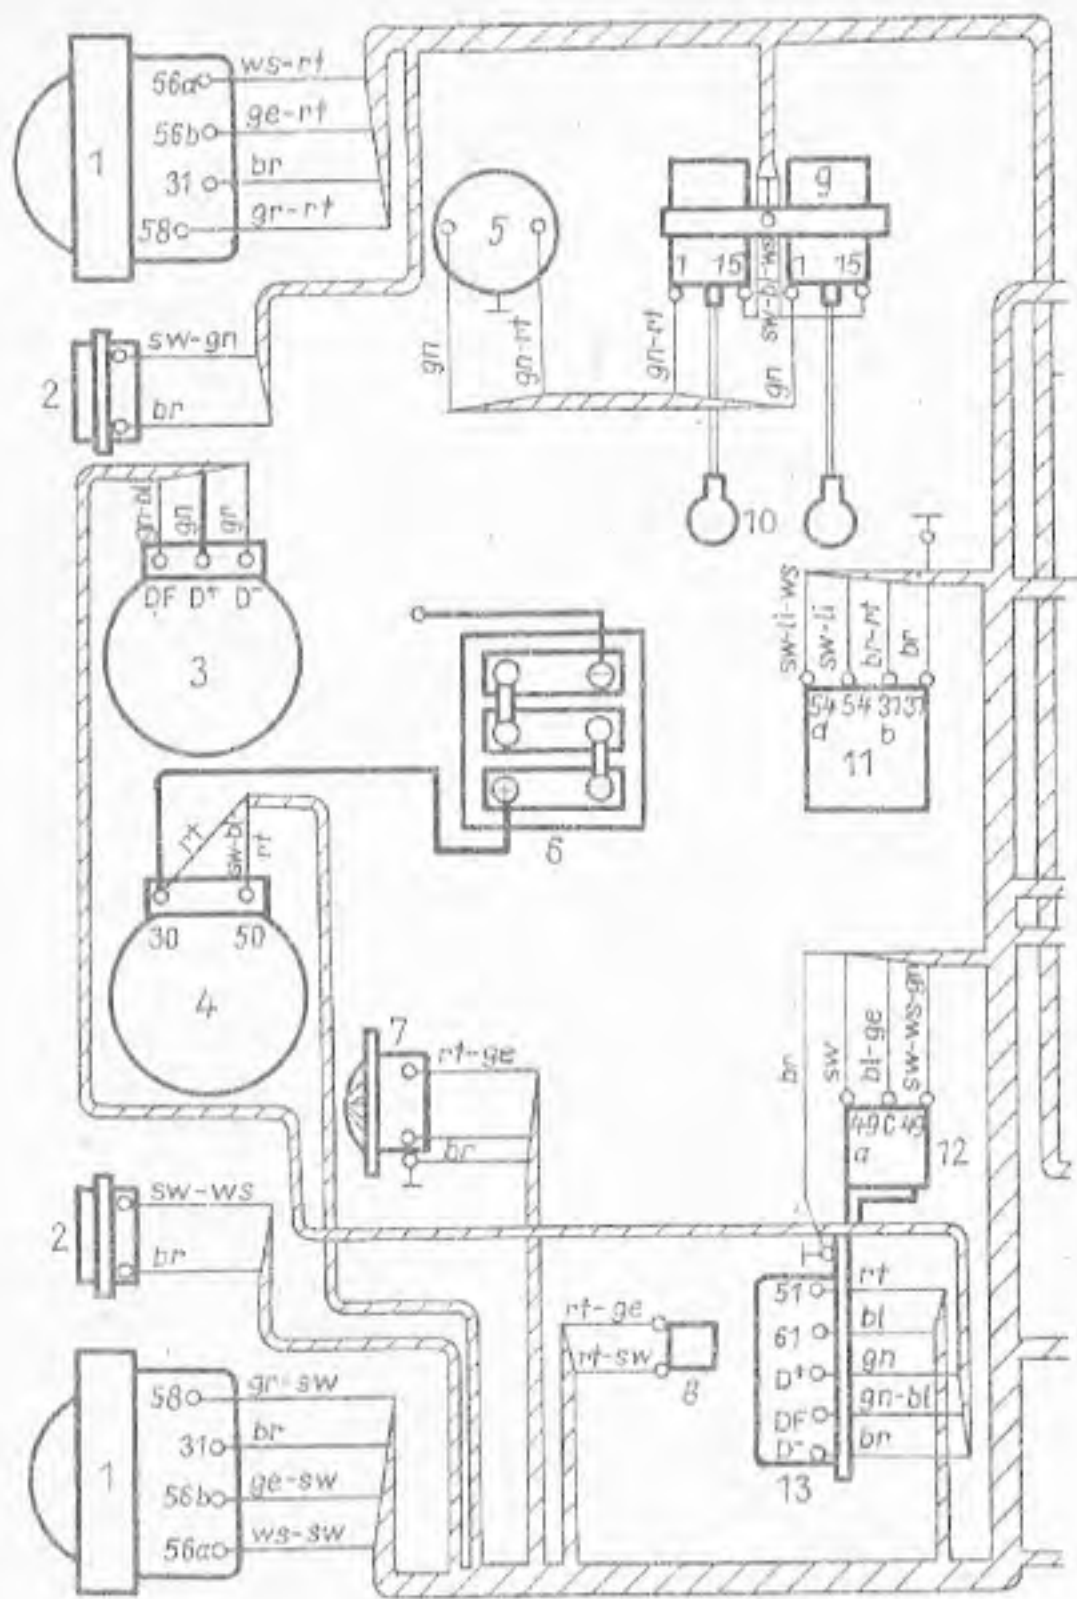 56a ws-rt
56b ge-rt
31 br
58 gr-rt
1
5
9
1 15 1 15
gn
gn-rt
gn-rt
sw-bl-ws
gn
2
sw-gn
br
10
gn-bl
gn
gr
DF D+ D-
3
sw-li-ws
sw-li
br-rt
br
54 54 31 31
a b
11
6
sw-bl
rt
30 50
4
7
rt-ge
br
br
sw
bl-ge
sw-ws-gn
49 C 49
a
12
2
sw-ws
br
51 rt
61 bl
D+ gn
DF gn-bl
D- br
13
rt-ge
rt-sw
8
58 gr-sw
31 br
56b ge-sw
56a ws-sw
1